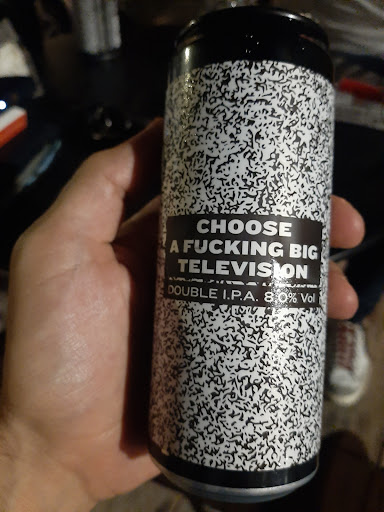 CHOOSE
A FUCKING BIG
TELEVISION
DOUBLE I.P.A. 8,0% Vol